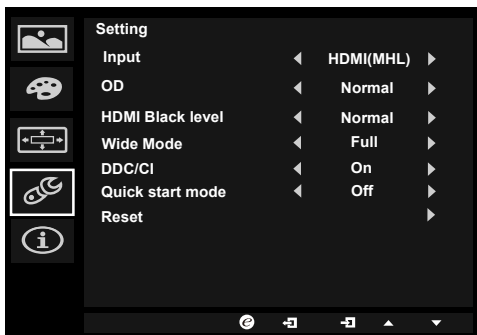 Setting
Input HDMI(MHL)
OD Normal
HDMI Black level Normal
Wide Mode Full
DDC/CI On
Quick start mode Off
Reset